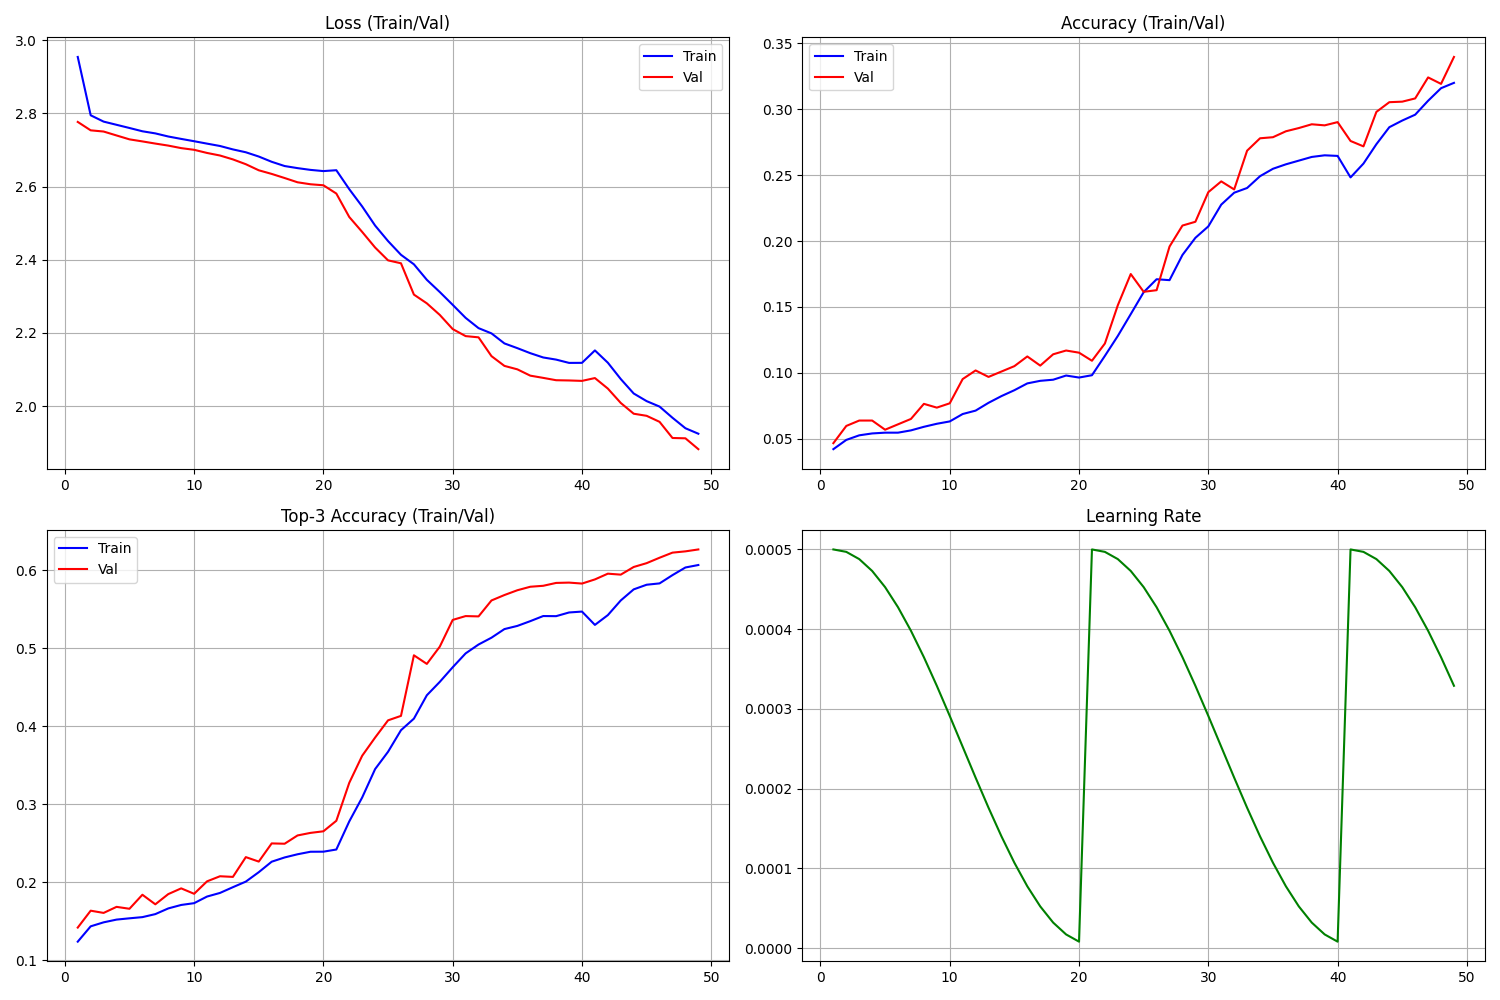 Loss (Train/Val)
3.0
2.8
2.6
2.4
2.2
2.0
0 10 20 30 40 50
Train
Val
Accuracy (Train/Val)
0.35
0.30
0.25
0.20
0.15
0.10
0.05
0 10 20 30 40 50
Train
Val
Top-3 Accuracy (Train/Val)
0.6
0.5
0.4
0.3
0.2
0.1
0 10 20 30 40 50
Train
Val
Learning Rate
0.0005
0.0004
0.0003
0.0002
0.0001
0.0000
0 10 20 30 40 50